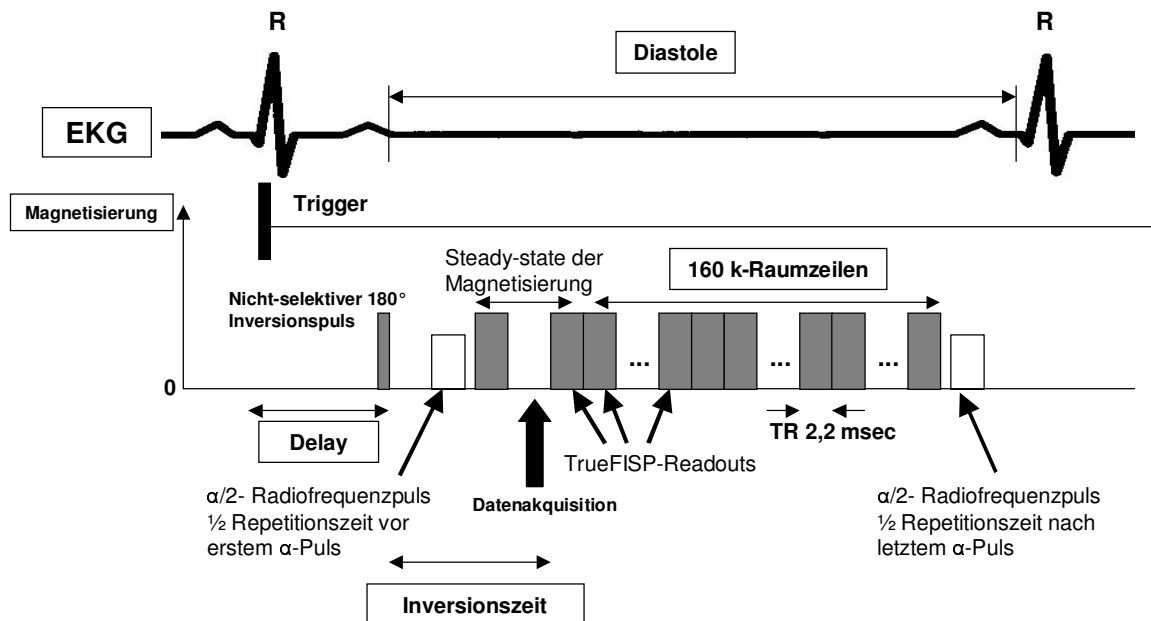 R
R
Diastole
EKG
Magnetisierung
Trigger
Steady-state der
Magnetisierung
160 k-Raumzeilen
Nicht-selektiver 180°
Inversionspuls
...
...
...
0
Delay
TR 2,2 msec
TrueFISP-Readouts
α/2- Radiofrequenzpuls
½ Repetitionszeit vor
erstem α-Puls
Datenakquisition
α/2- Radiofrequenzpuls
½ Repetitionszeit nach
letztem α-Puls
Inversionszeit